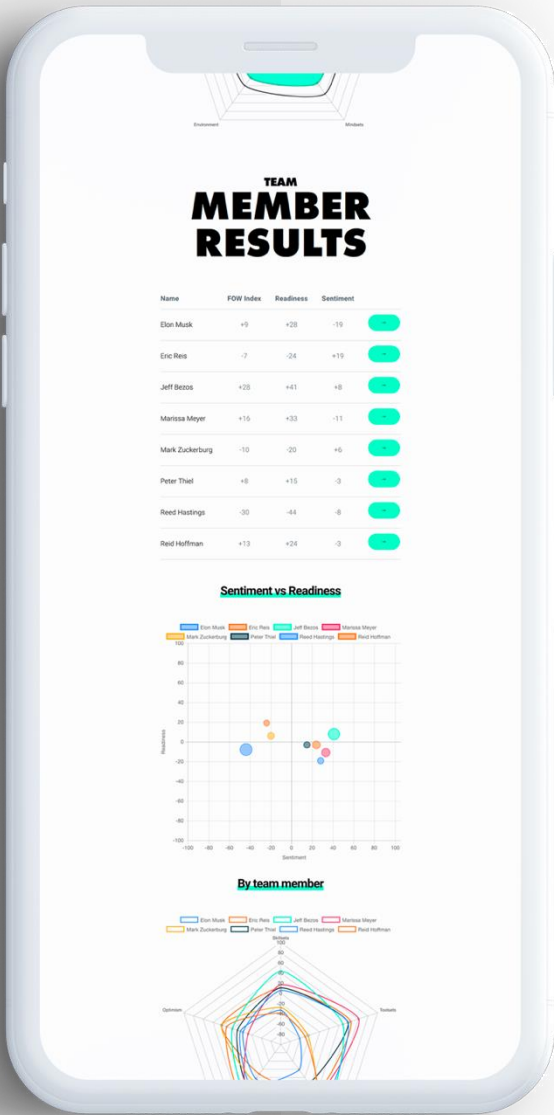 Environment
Mindsets
TEAM
MEMBER
RESULTS
Name FOW Index Readiness Sentiment
Elon Musk +9 +28 -19
Eric Reis -7 -24 +19
Jeff Bezos +28 +41 +8
Marissa Meyer +16 +33 -11
Mark Zuckerburg -10 -20 +6
Peter Thiel +8 +15 -3
Reed Hastings -30 -44 -8
Reid Hoffman +13 +24 -3
Sentiment vs Readiness
Elon Musk Eric Reis Jeff Bezos Marissa Meyer
Mark Zuckerburg Peter Thiel Reed Hastings Reid Hoffman
100
80
60
40
20
0
-20
-40
-60
-80
-100
Readiness
-100 -80 -60 -40 -20 0 20 40 60 80 100
Sentiment
By team member
Elon Musk Eric Reis Jeff Bezos Marissa Meyer
Mark Zuckerburg Peter Thiel Reed Hastings Reid Hoffman
Skillsets
100
80
60
40
20
0
-20
-40
-60
-80
Optimism
Toolsets